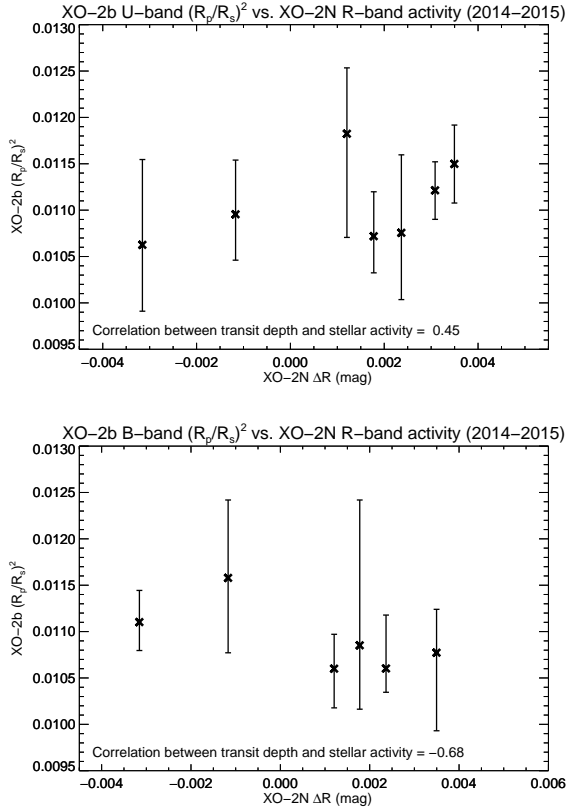 XO−2b U−band (Rp/Rs)² vs. XO−2N R−band activity (2014−2015)
0.0130
0.0125
0.0120
0.0115
0.0110
0.0105
0.0100
0.0095
XO−2b (Rp/Rs)²
Correlation between transit depth and stellar activity = 0.45
−0.004 −0.002 0.000 0.002 0.004
XO−2N ΔR (mag)
XO−2b B−band (Rp/Rs)² vs. XO−2N R−band activity (2014−2015)
0.0130
0.0125
0.0120
0.0115
0.0110
0.0105
0.0100
0.0095
XO−2b (Rp/Rs)²
Correlation between transit depth and stellar activity = −0.68
−0.004 −0.002 0.000 0.002 0.004 0.006
XO−2N ΔR (mag)